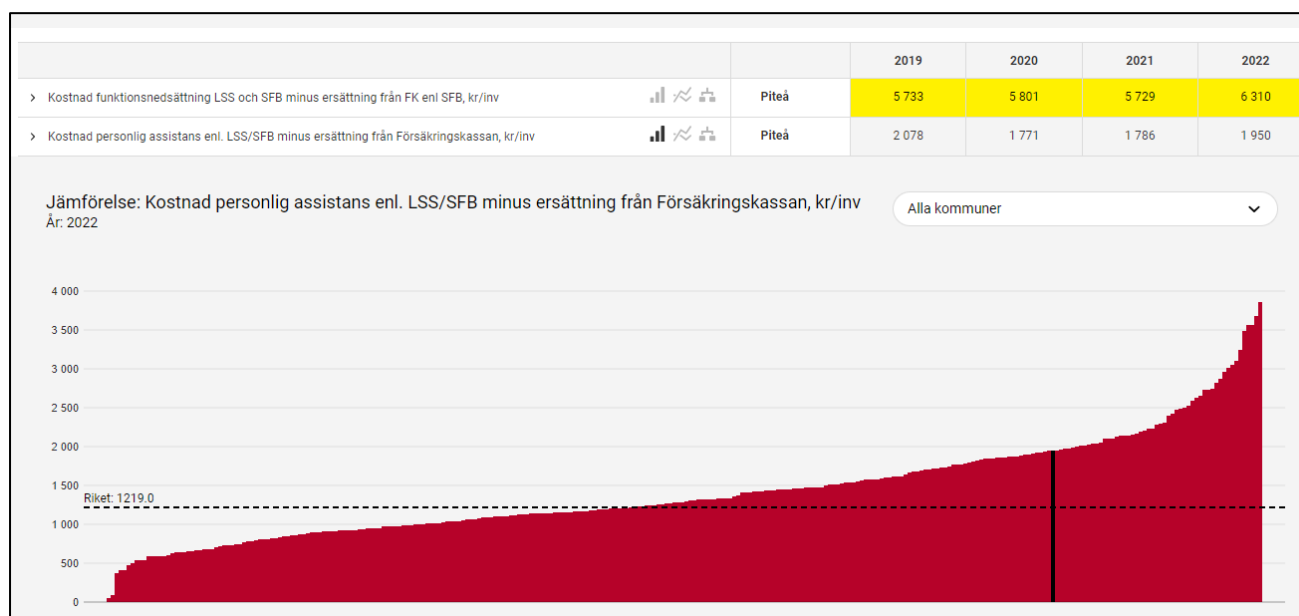 2019 2020 2021 2022
Kostnad funktionsnedsättning LSS och SFB minus ersättning från FK enl SFB, kr/inv Piteå 5 733 5 801 5 729 6 310
Kostnad personlig assistans enl. LSS/SFB minus ersättning från Försäkringskassan, kr/inv Piteå 2 078 1 771 1 786 1 950
Jämförelse: Kostnad personlig assistans enl. LSS/SFB minus ersättning från Försäkringskassan, kr/inv
År: 2022
Alla kommuner
4 000
3 500
3 000
2 500
2 000
1 500
Riket: 1219.0
1 000
500
0